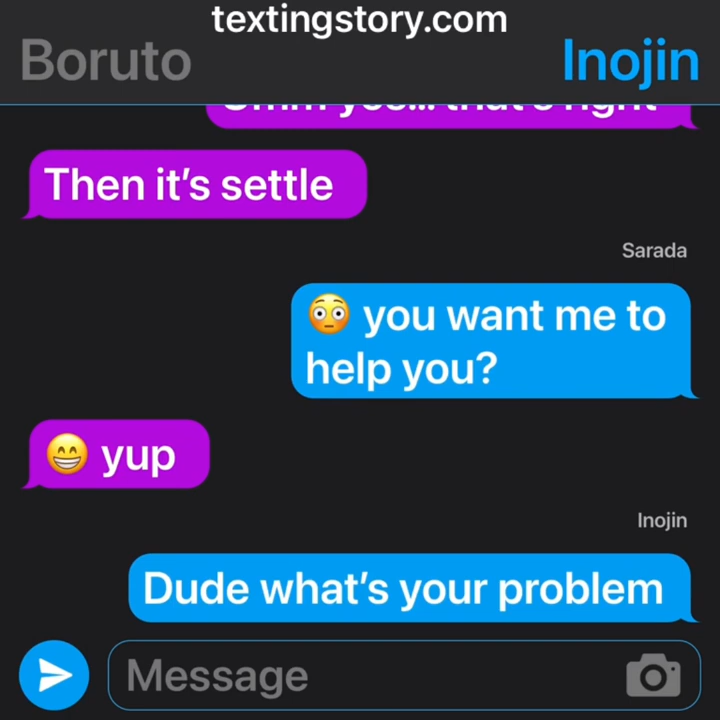 textingstory.com
Boruto
Inojin
Then it's settle
Sarada
😳 you want me to
help you?
😁 yup
Inojin
Dude what's your problem
Message